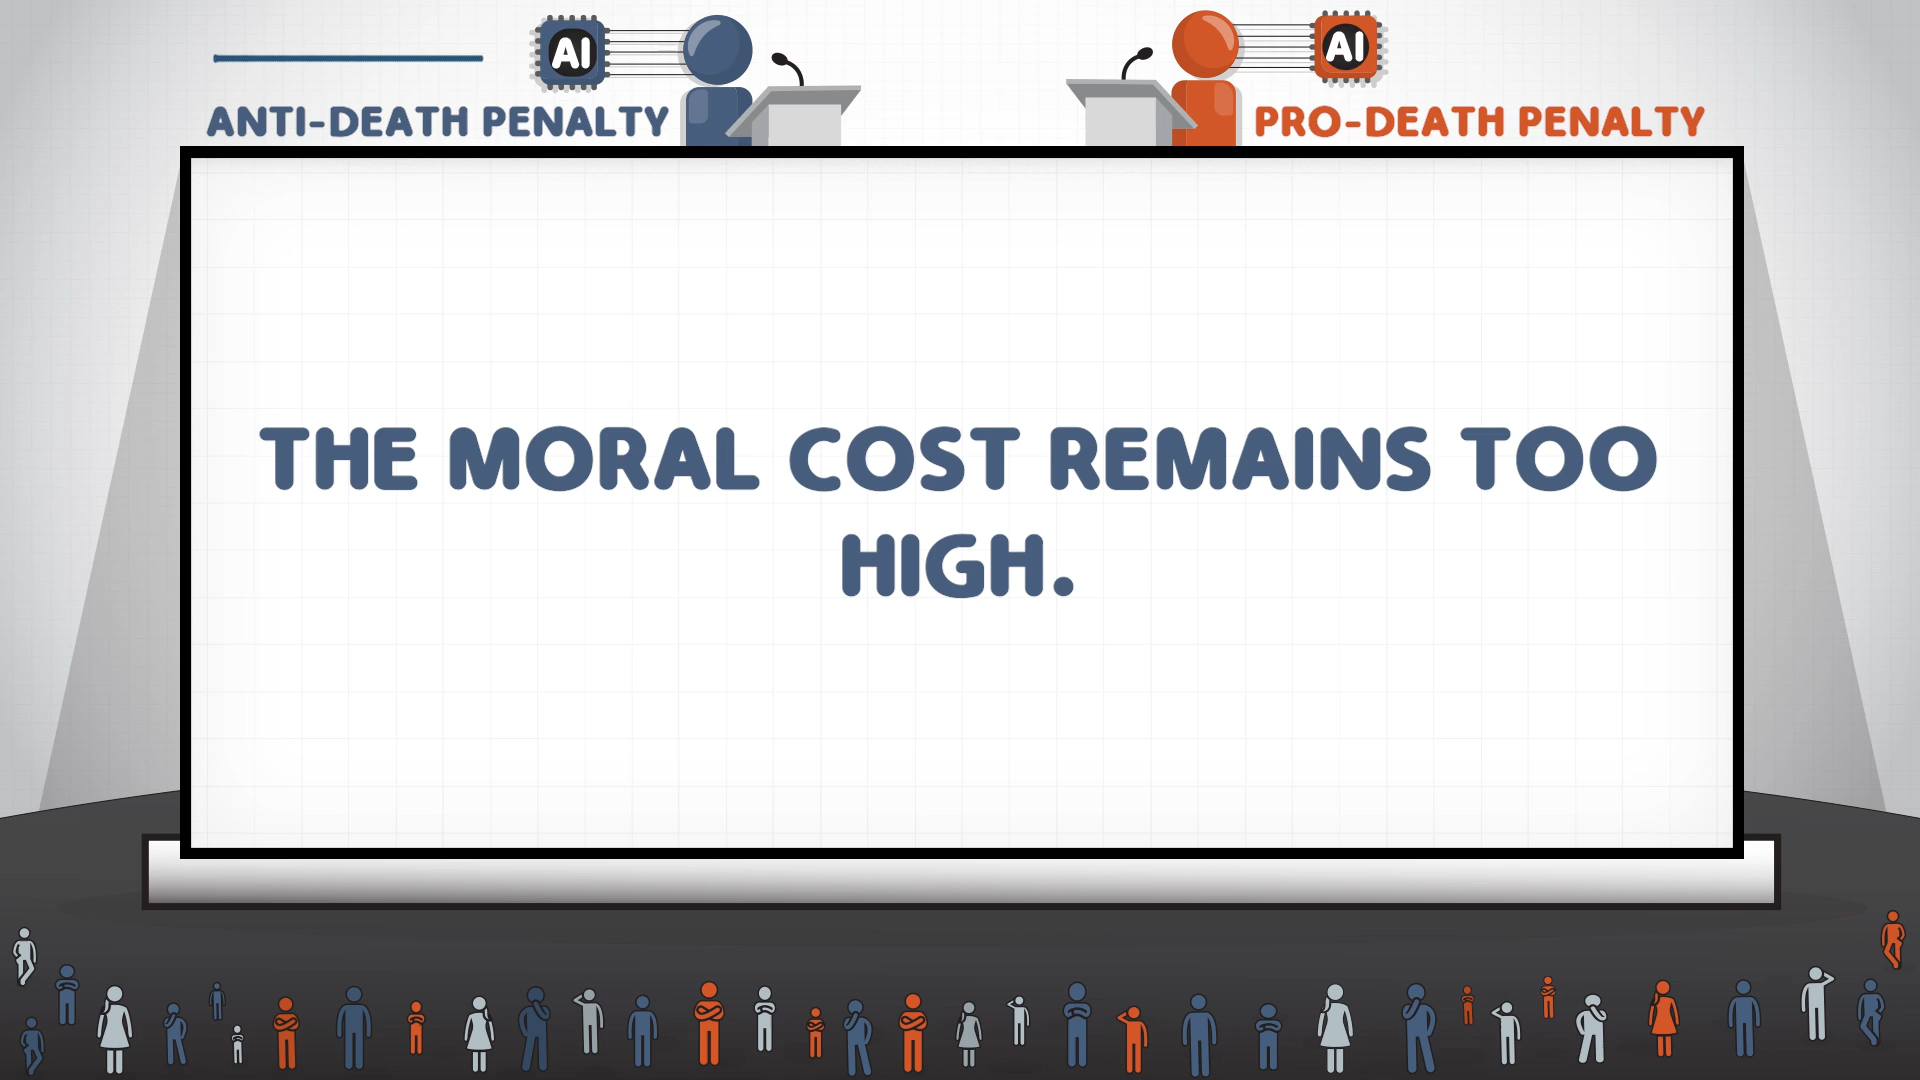 AI
AI
ANTI-DEATH PENALTY
PRO-DEATH PENALTY
THE MORAL COST REMAINS TOO
HIGH.